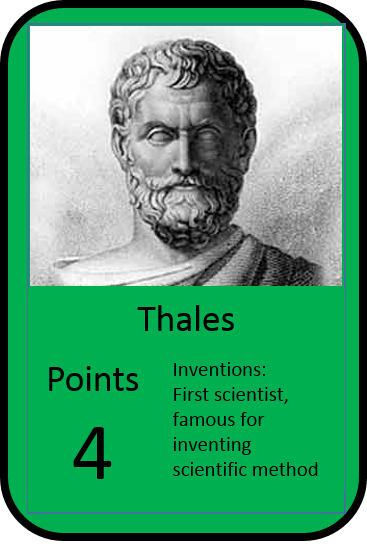 Thales
Points
4
Inventions:
First scientist,
famous for
inventing
scientific method